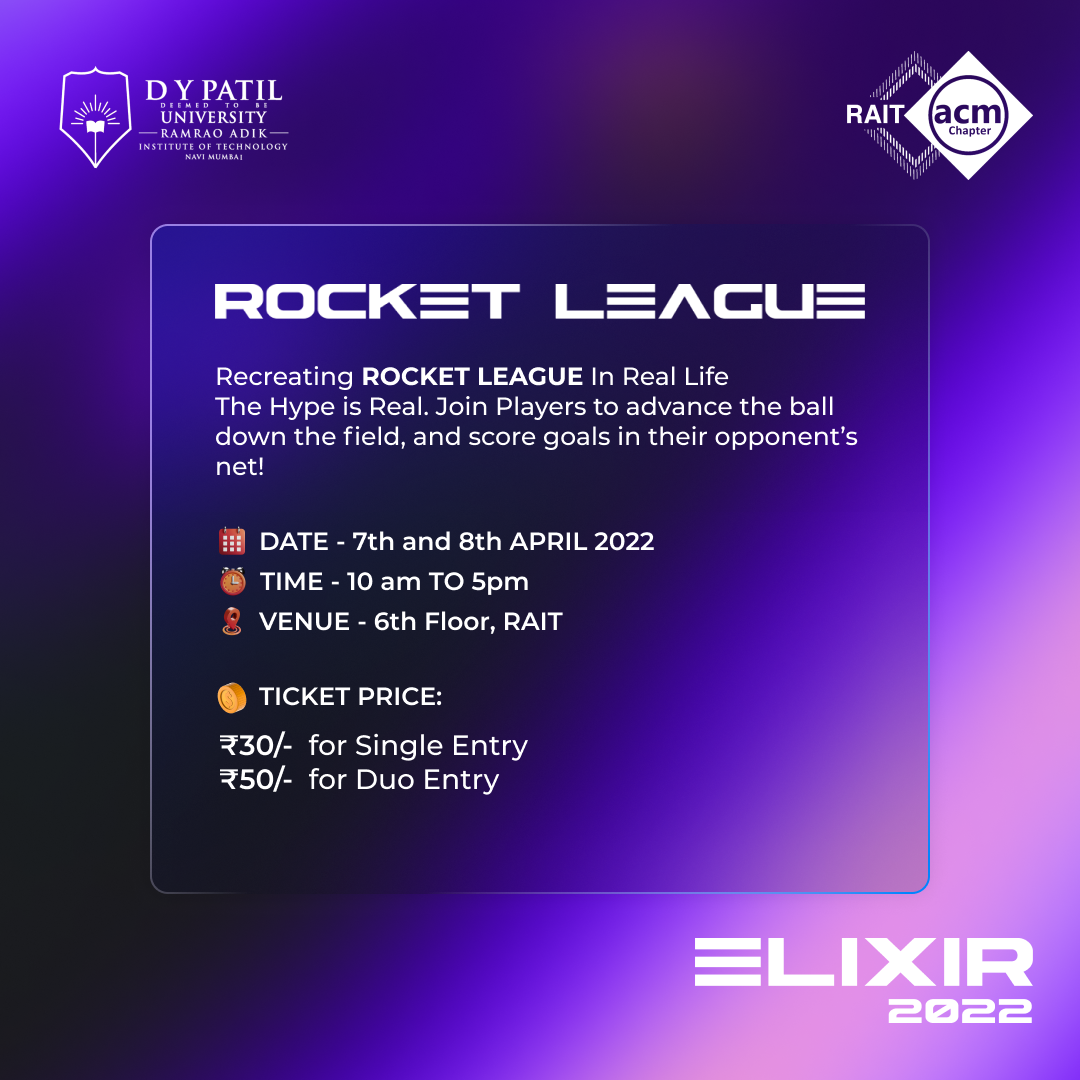 D Y PATIL
DEEMED TO BE
UNIVERSITY
RAMRAO ADIK
INSTITUTE OF TECHNOLOGY
NAVI MUMBAI
RAIT acm
Chapter
ROCKET LEAGUE
Recreating ROCKET LEAGUE In Real Life
The Hype is Real. Join Players to advance the ball
down the field, and score goals in their opponent’s
net!
DATE - 7th and 8th APRIL 2022
TIME - 10 am TO 5pm
VENUE - 6th Floor, RAIT
TICKET PRICE:
₹30/- for Single Entry
₹50/- for Duo Entry
ELIXIR
2022